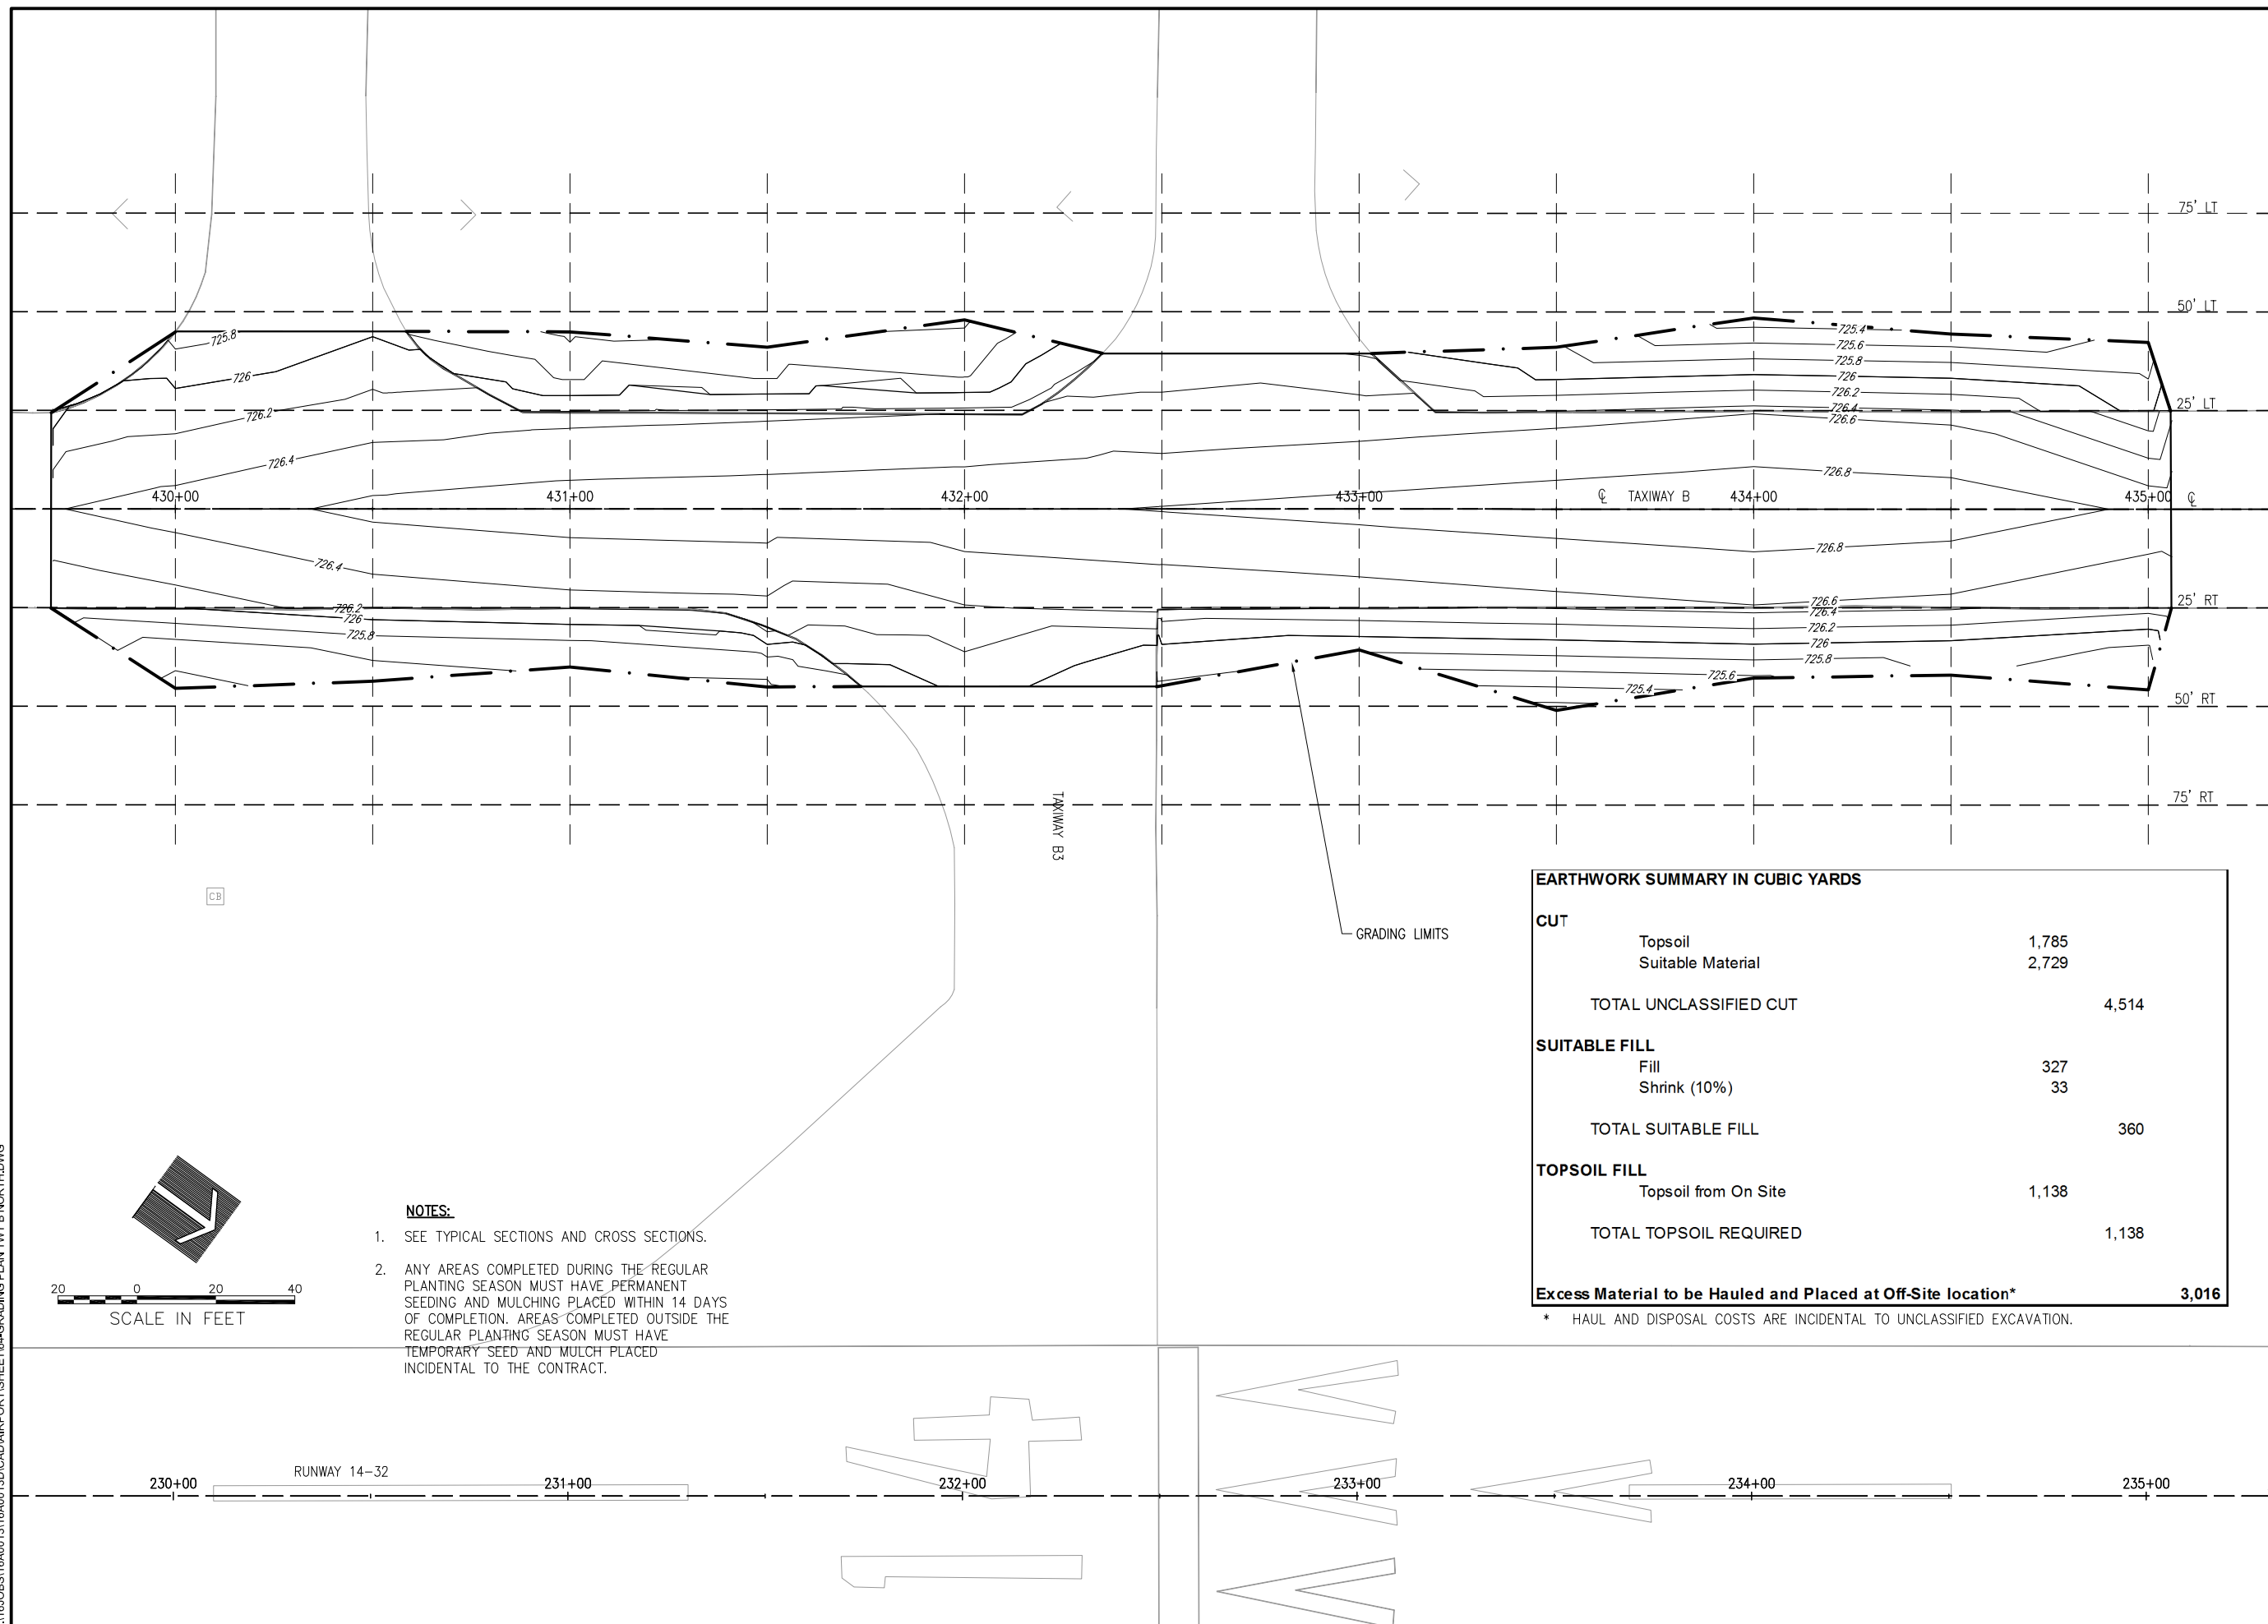 75' LT
50' LT
725.8
725.4
725.6
725.8
726
726
726.2
726.2
726.4
25' LT
726.6
726.4
726.8
430+00
431+00
432+00
433+00
℄ TAXIWAY B
434+00
435+00
℄
726.8
726.4
726.6
726.2
726.4
25' RT
726
726.2
725.8
726
725.8
725.6
725.4
50' RT
75' RT
TAXIWAY B3
CB
GRADING LIMITS
EARTHWORK SUMMARY IN CUBIC YARDS
CUT
Topsoil 1,785
Suitable Material 2,729
TOTAL UNCLASSIFIED CUT 4,514
SUITABLE FILL
Fill 327
Shrink (10%) 33
TOTAL SUITABLE FILL 360
TOPSOIL FILL
Topsoil from On Site 1,138
TOTAL TOPSOIL REQUIRED 1,138
Excess Material to be Hauled and Placed at Off-Site location* 3,016
* HAUL AND DISPOSAL COSTS ARE INCIDENTAL TO UNCLASSIFIED EXCAVATION.
20 0 20 40
SCALE IN FEET
NOTES:
1. SEE TYPICAL SECTIONS AND CROSS SECTIONS.
2. ANY AREAS COMPLETED DURING THE REGULAR
PLANTING SEASON MUST HAVE PERMANENT
SEEDING AND MULCHING PLACED WITHIN 14 DAYS
OF COMPLETION. AREAS COMPLETED OUTSIDE THE
REGULAR PLANTING SEASON MUST HAVE
TEMPORARY SEED AND MULCH PLACED
INCIDENTAL TO THE CONTRACT.
RUNWAY 14-32
230+00
231+00
232+00
233+00
234+00
235+00
14